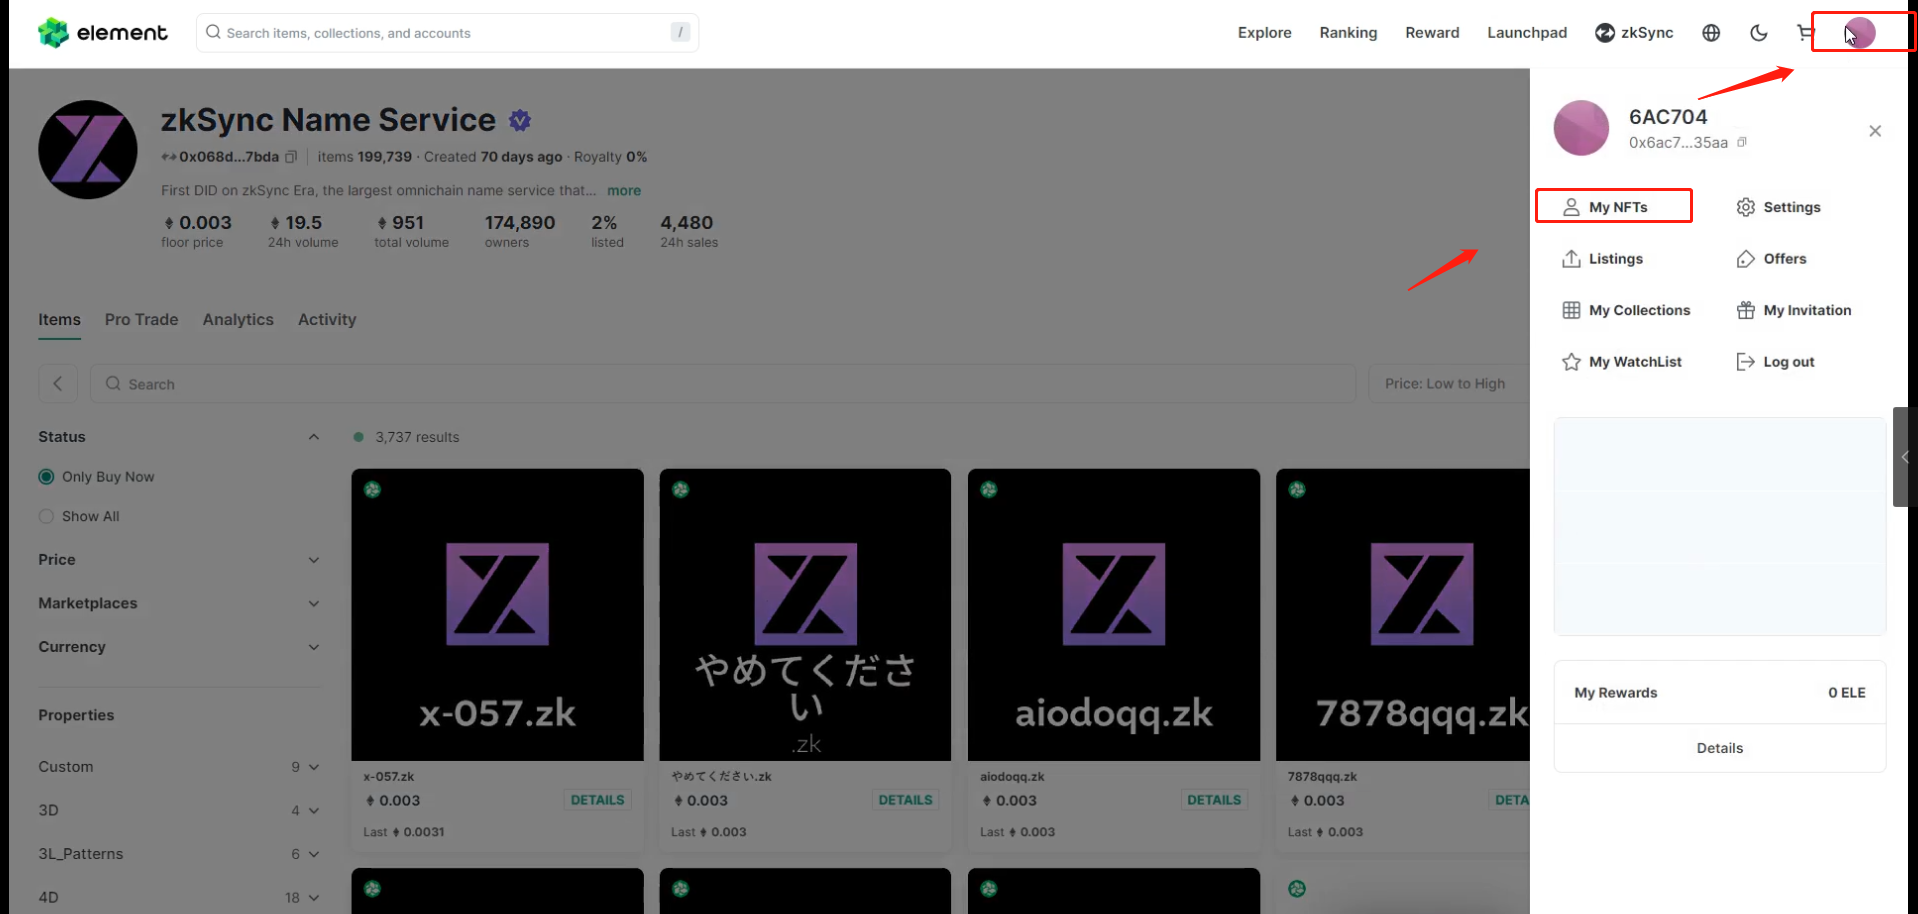 element
Search items, collections, and accounts /
Explore Ranking Reward Launchpad zkSync
zkSync Name Service
0x068d...7bda items 199,739 · Created 70 days ago · Royalty 0%
First DID on zkSync Era, the largest omnichain name service that... more
0.003 19.5 951 174,890 2% 4,480
floor price 24h volume total volume owners listed 24h sales
6AC704
0x6ac7...35aa
My NFTs Settings
Listings Offers
My Collections My Invitation
My WatchList Log out
Items Pro Trade Analytics Activity
Search Price: Low to High
Status
3,737 results
Only Buy Now
Show All
Price
Marketplaces
Currency
Properties
Custom 9
3D 4
3L_Patterns 6
4D 18
x-057.zk
やめてくださ
い
.zk
aiodoqq.zk
7878qqq.zk
x-057.zk
0.003 DETAILS
Last 0.0031
やめてください.zk
0.003 DETAILS
Last 0.003
aiodoqq.zk
0.003 DETAILS
Last 0.003
7878qqq.zk
0.003 DETA
Last 0.003
My Rewards 0 ELE
Details